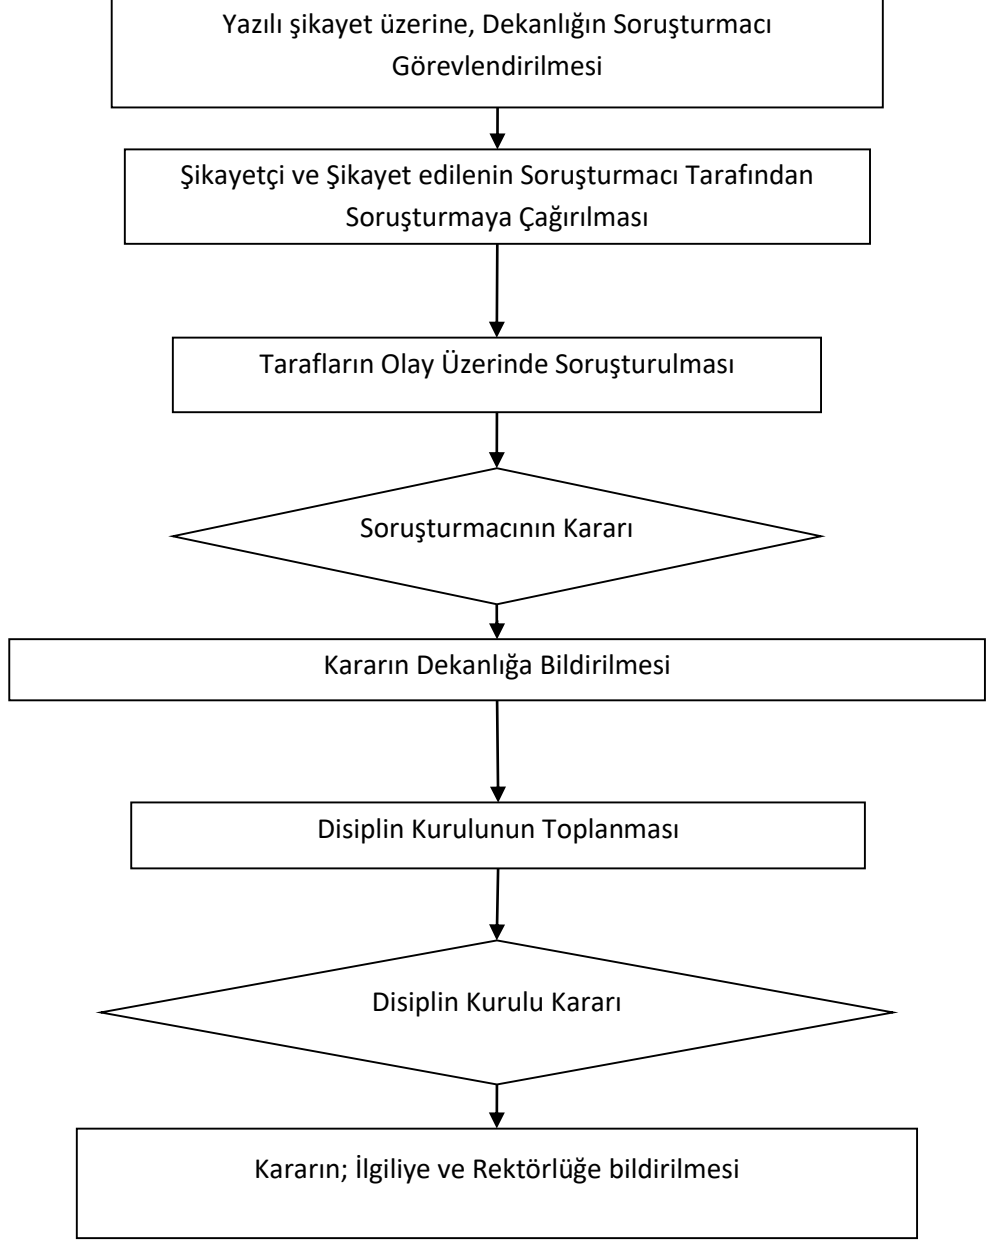 Yazılı şikayet üzerine, Dekanlığın Soruşturmacı
Görevlendirilmesi
Şikayetçi ve Şikayet edilenin Soruşturmacı Tarafından
Soruşturmaya Çağırılması
Tarafların Olay Üzerinde Soruşturulması
Soruşturmacının Kararı
Kararın Dekanlığa Bildirilmesi
Disiplin Kurulunun Toplanması
Disiplin Kurulu Kararı
Kararın; İlgiliye ve Rektörlüğe bildirilmesi